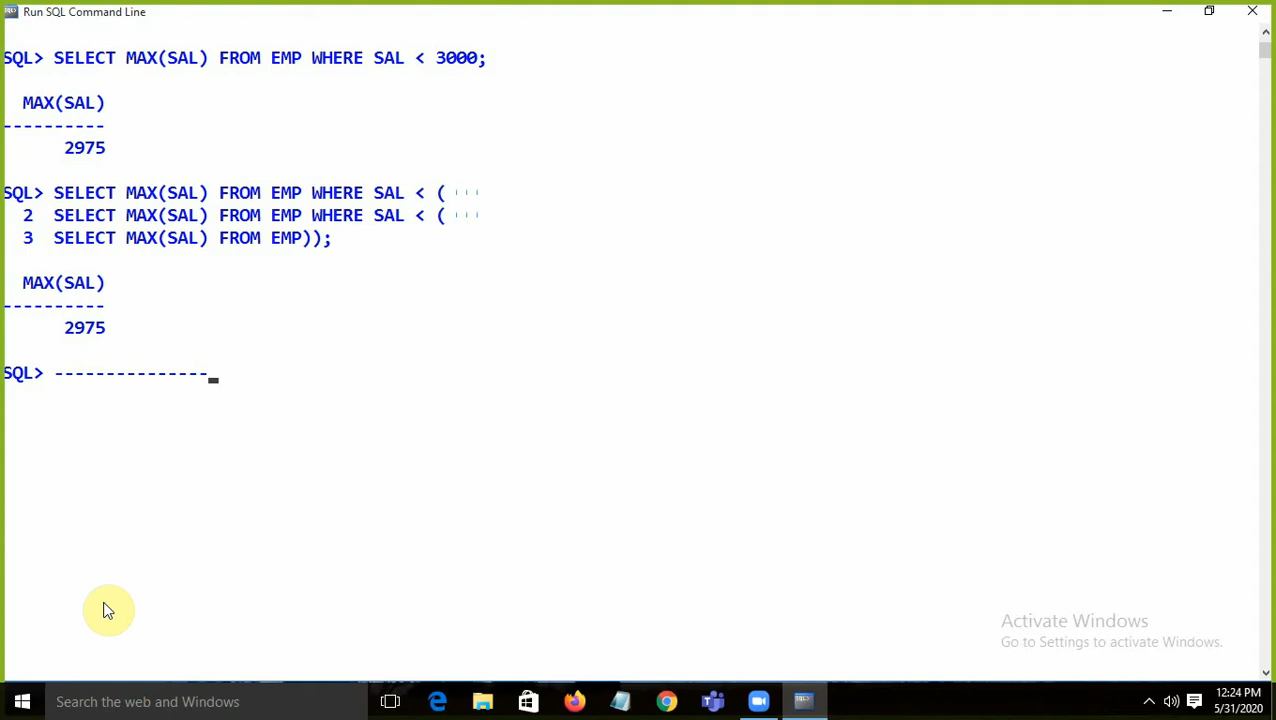 Run SQL Command Line
SQL> SELECT MAX(SAL) FROM EMP WHERE SAL < 3000;
MAX(SAL)
----------
2975
SQL> SELECT MAX(SAL) FROM EMP WHERE SAL < (
2 SELECT MAX(SAL) FROM EMP WHERE SAL < (
3 SELECT MAX(SAL) FROM EMP));
MAX(SAL)
----------
2975
SQL> ---------------
Activate Windows
Go to Settings to activate Windows.
Search the web and Windows
12:24 PM
5/31/2020